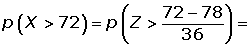 p(X > 72) = p(Z > (72 − 78)/36) =